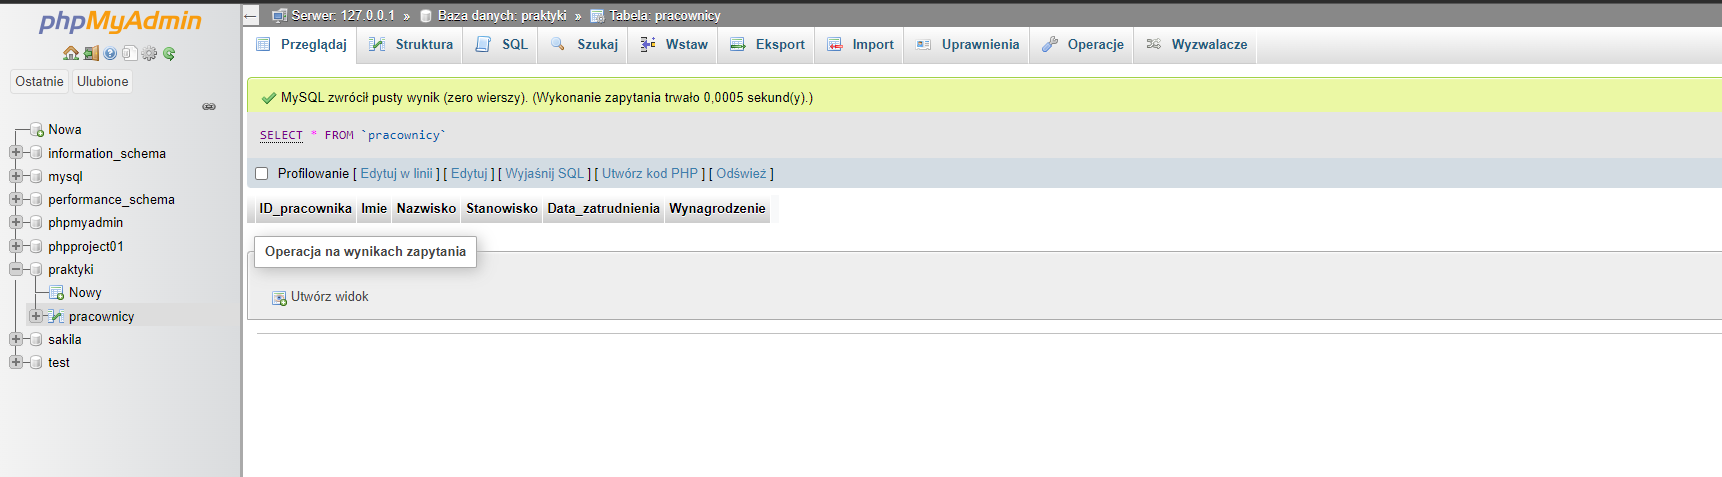 phpMyAdmin
Ostatnie Ulubione
Nowa
information_schema
mysql
performance_schema
phpmyadmin
phpproject01
praktyki
Nowy
pracownicy
sakila
test
Serwer: 127.0.0.1 » Baza danych: praktyki » Tabela: pracownicy
Przeglądaj Struktura SQL Szukaj Wstaw Eksport Import Uprawnienia Operacje Wyzwalacze
MySQL zwrócił pusty wynik (zero wierszy). (Wykonanie zapytania trwało 0,0005 sekund(y).)
SELECT * FROM `pracownicy`
Profilowanie [ Edytuj w linii ] [ Edytuj ] [ Wyjaśnij SQL ] [ Utwórz kod PHP ] [ Odśwież ]
ID_pracownika Imie Nazwisko Stanowisko Data_zatrudnienia Wynagrodzenie
Operacja na wynikach zapytania
Utwórz widok